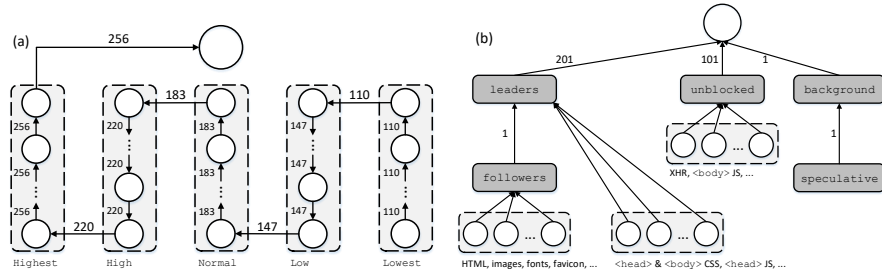 (a)
256
183
110
256
220
183
147
110
⋮
⋮
256
220
183
147
110
...
...
...
256
220
183
147
110
220
147
Highest
High
Normal
Low
Lowest
(b)
201
101
1
leaders
unblocked
background
1
...
1
XHR, <body> JS, ...
followers
speculative
...
...
HTML, images, fonts, favicon, ...
<head> & <body> CSS, <head> JS, ...